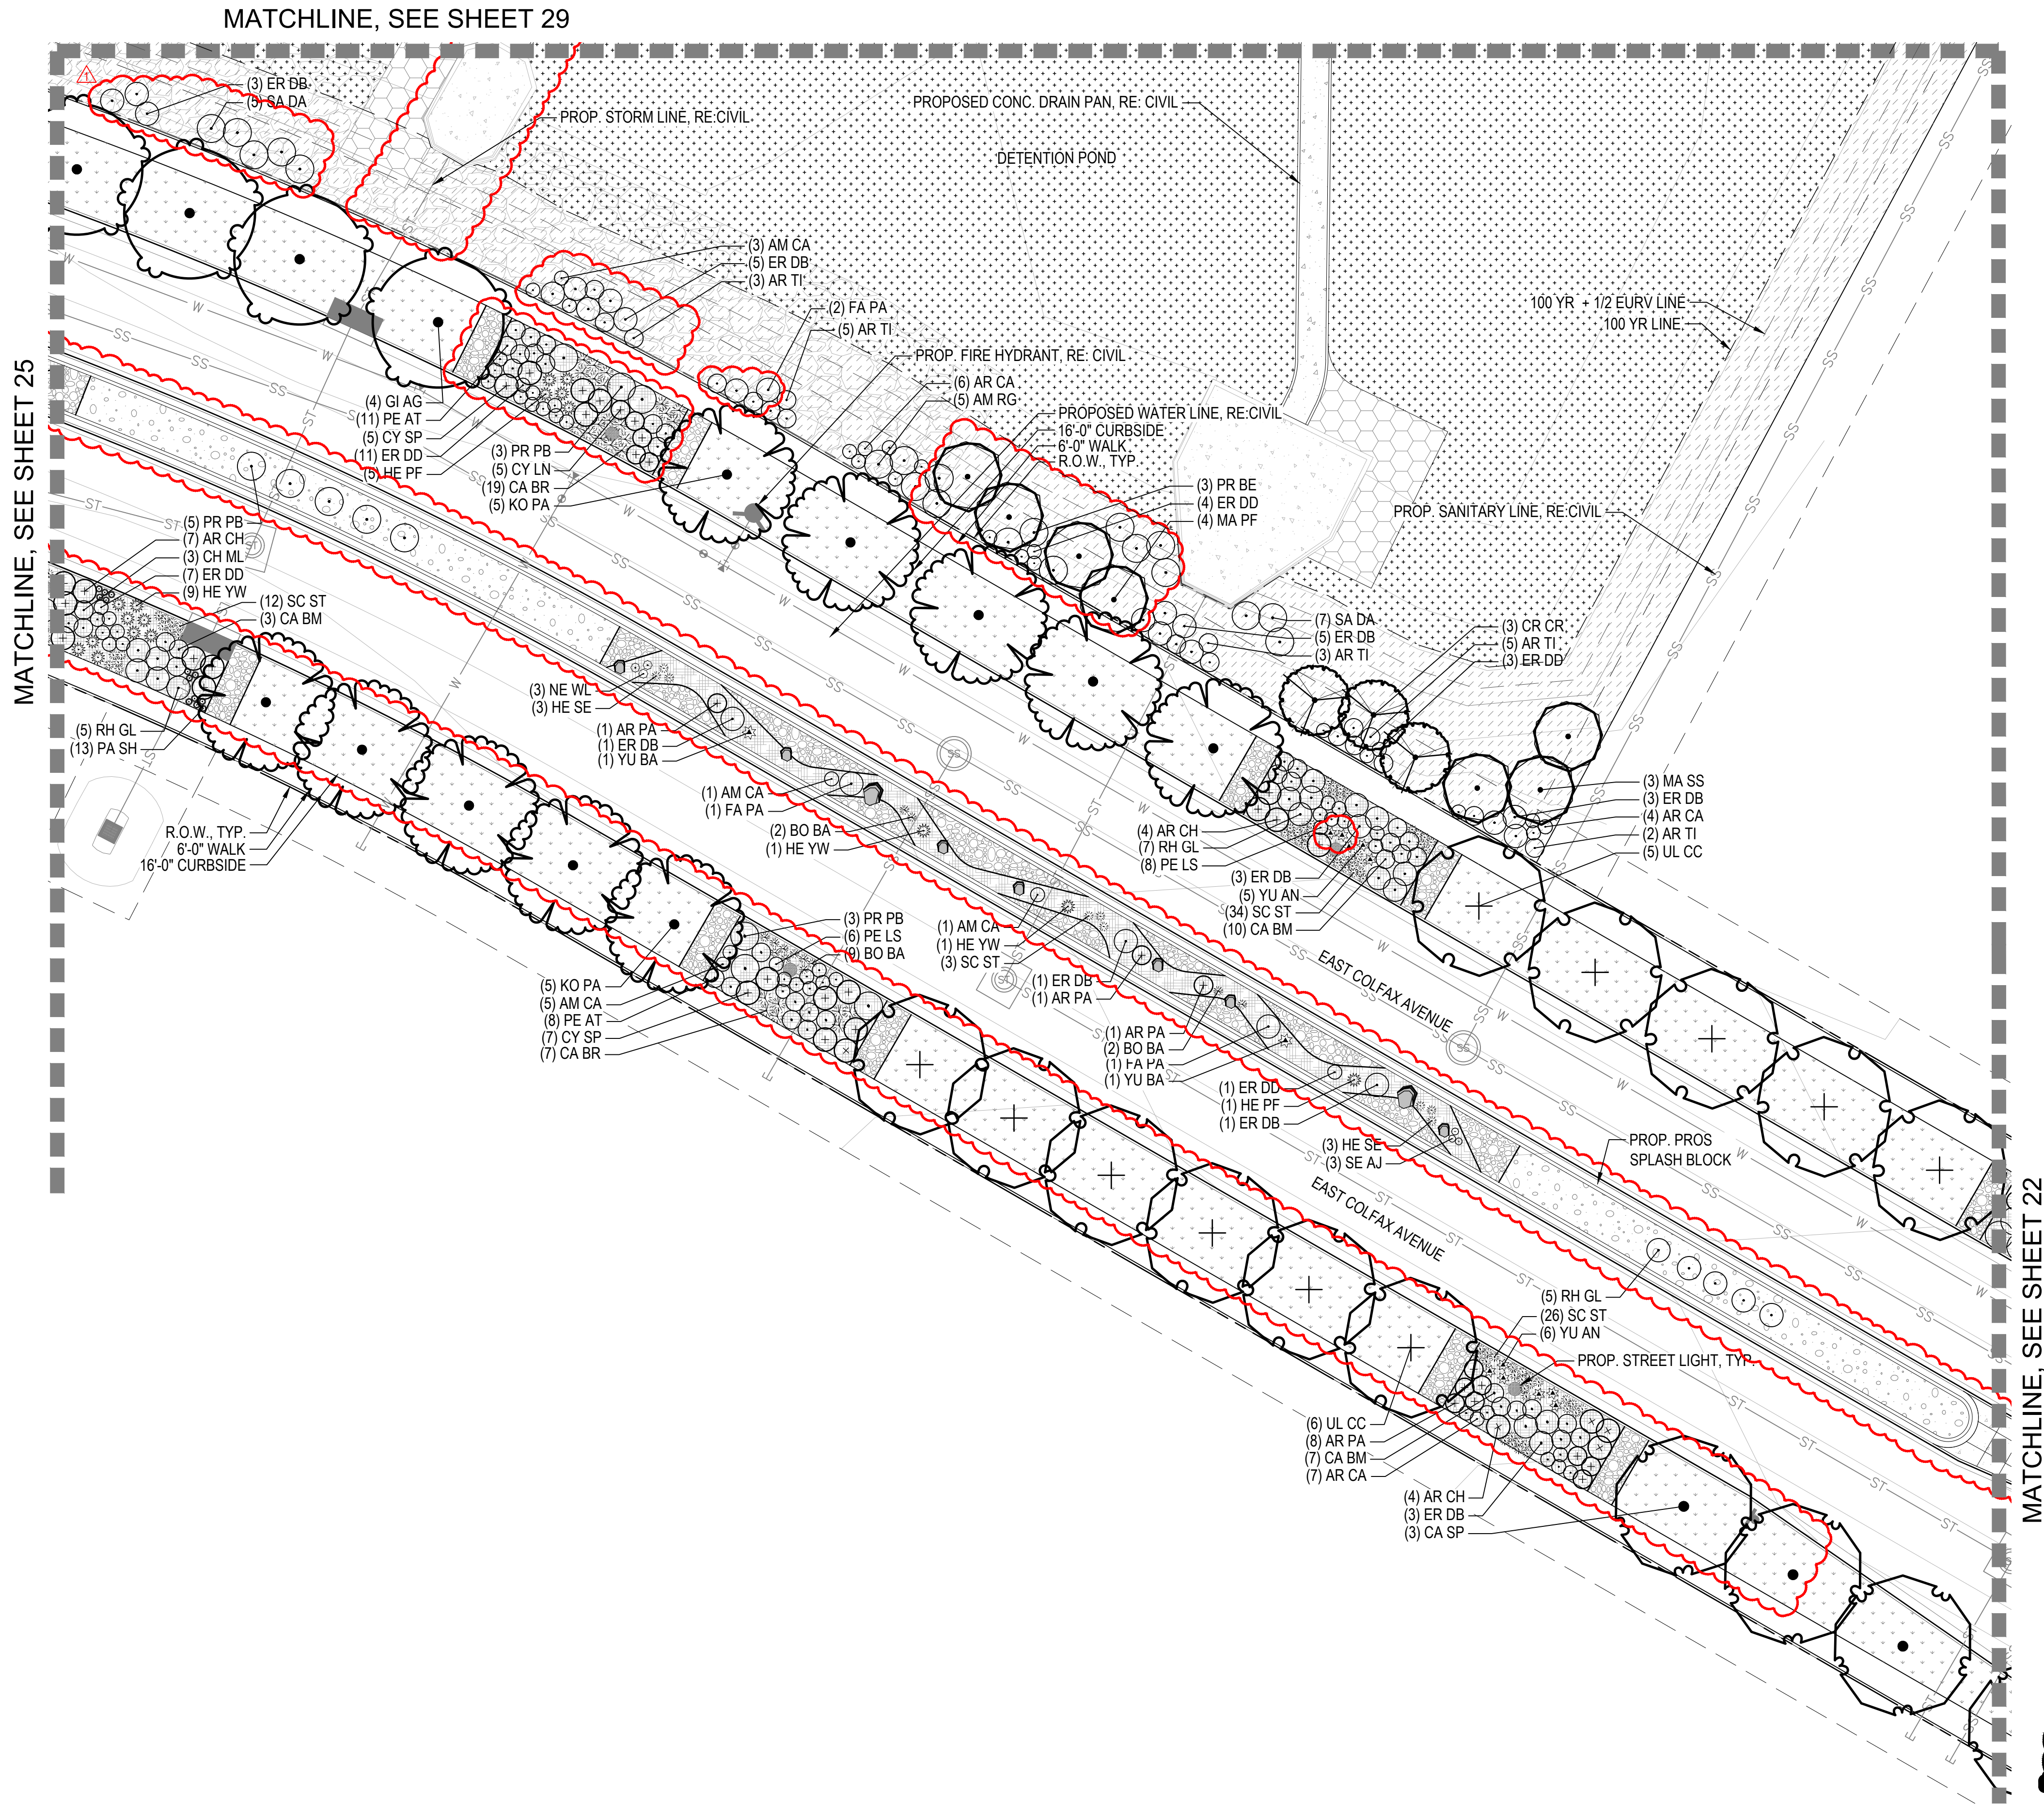 MATCHLINE, SEE SHEET 29
(3) ER DB
(5) SA DA
PROP. STORM LINE, RE:CIVIL
PROPOSED CONC. DRAIN PAN, RE: CIVIL
DETENTION POND
(3) AM CA
(5) ER DB
(3) AR TI
(2) FA PA
(5) AR TI
100 YR + 1/2 EURV LINE
100 YR LINE
PROP. FIRE HYDRANT, RE: CIVIL
(6) AR CA
(5) AM RG
PROPOSED WATER LINE, RE:CIVIL
16'-0" CURBSIDE
6'-0" WALK
R.O.W., TYP.
MATCHLINE, SEE SHEET 25
(4) GI AG
(11) PE AT
(5) CY SP
(11) ER DD
(5) HE PF
(3) PR PB
(5) CY LN
(19) CA BR
(5) KO PA
(3) PR BE
(4) ER DD
(4) MA PF
PROP. SANITARY LINE, RE:CIVIL
(5) PR PB
(7) AR CH
(3) CH ML
(7) ER DD
(9) HE YW
(12) SC ST
(3) CA BM
(7) SA DA
(5) ER DB
(3) AR TI
(3) CR CR
(5) AR TI
(3) ER DD
(5) RH GL
(13) PA SH
(3) NE WL
(3) HE SE
(1) AR PA
(1) ER DB
(1) YU BA
(1) AM CA
(1) FA PA
(2) BO BA
(1) HE YW
(3) MA SS
(3) ER DB
(4) AR CA
(2) AR TI
(5) UL CC
R.O.W., TYP.
6'-0" WALK
16'-0" CURBSIDE
(4) AR CH
(7) RH GL
(8) PE LS
(3) ER DB
(5) YU AN
(34) SC ST
(10) CA BM
(3) PR PB
(6) PE LS
(9) BO BA
(1) AM CA
(1) HE YW
(3) SC ST
(5) KO PA
(5) AM CA
(8) PE AT
(7) CY SP
(7) CA BR
(1) ER DB
(1) AR PA
EAST COLFAX AVENUE
(1) AR PA
(2) BO BA
(1) FA PA
(1) YU BA
(1) ER DD
(1) HE PF
(1) ER DB
(3) HE SE
(3) SE AJ
PROP. PROS
SPLASH BLOCK
EAST COLFAX AVENUE
MATCHLINE, SEE SHEET 22
(5) RH GL
(26) SC ST
(6) YU AN
PROP. STREET LIGHT, TYP.
(6) UL CC
(8) AR PA
(7) CA BM
(7) AR CA
(4) AR CH
(3) ER DB
(3) CA SP